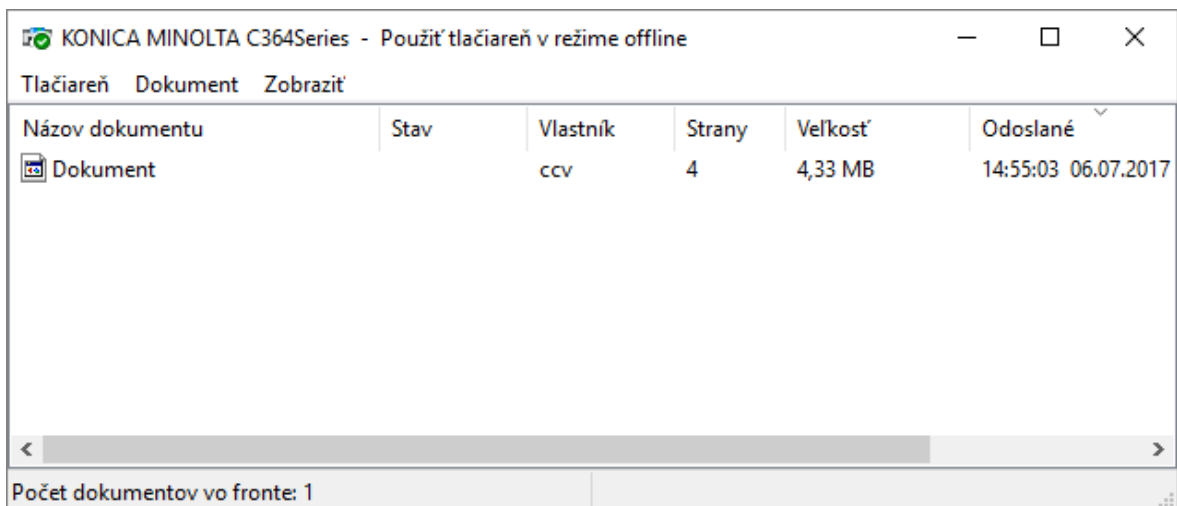 KONICA MINOLTA C364Series - Použiť tlačiareň v režime offline
Tlačiareň Dokument Zobraziť
Názov dokumentu Stav Vlastník Strany Veľkosť Odoslané
Dokument ccv 4 4,33 MB 14:55:03 06.07.2017
Počet dokumentov vo fronte: 1